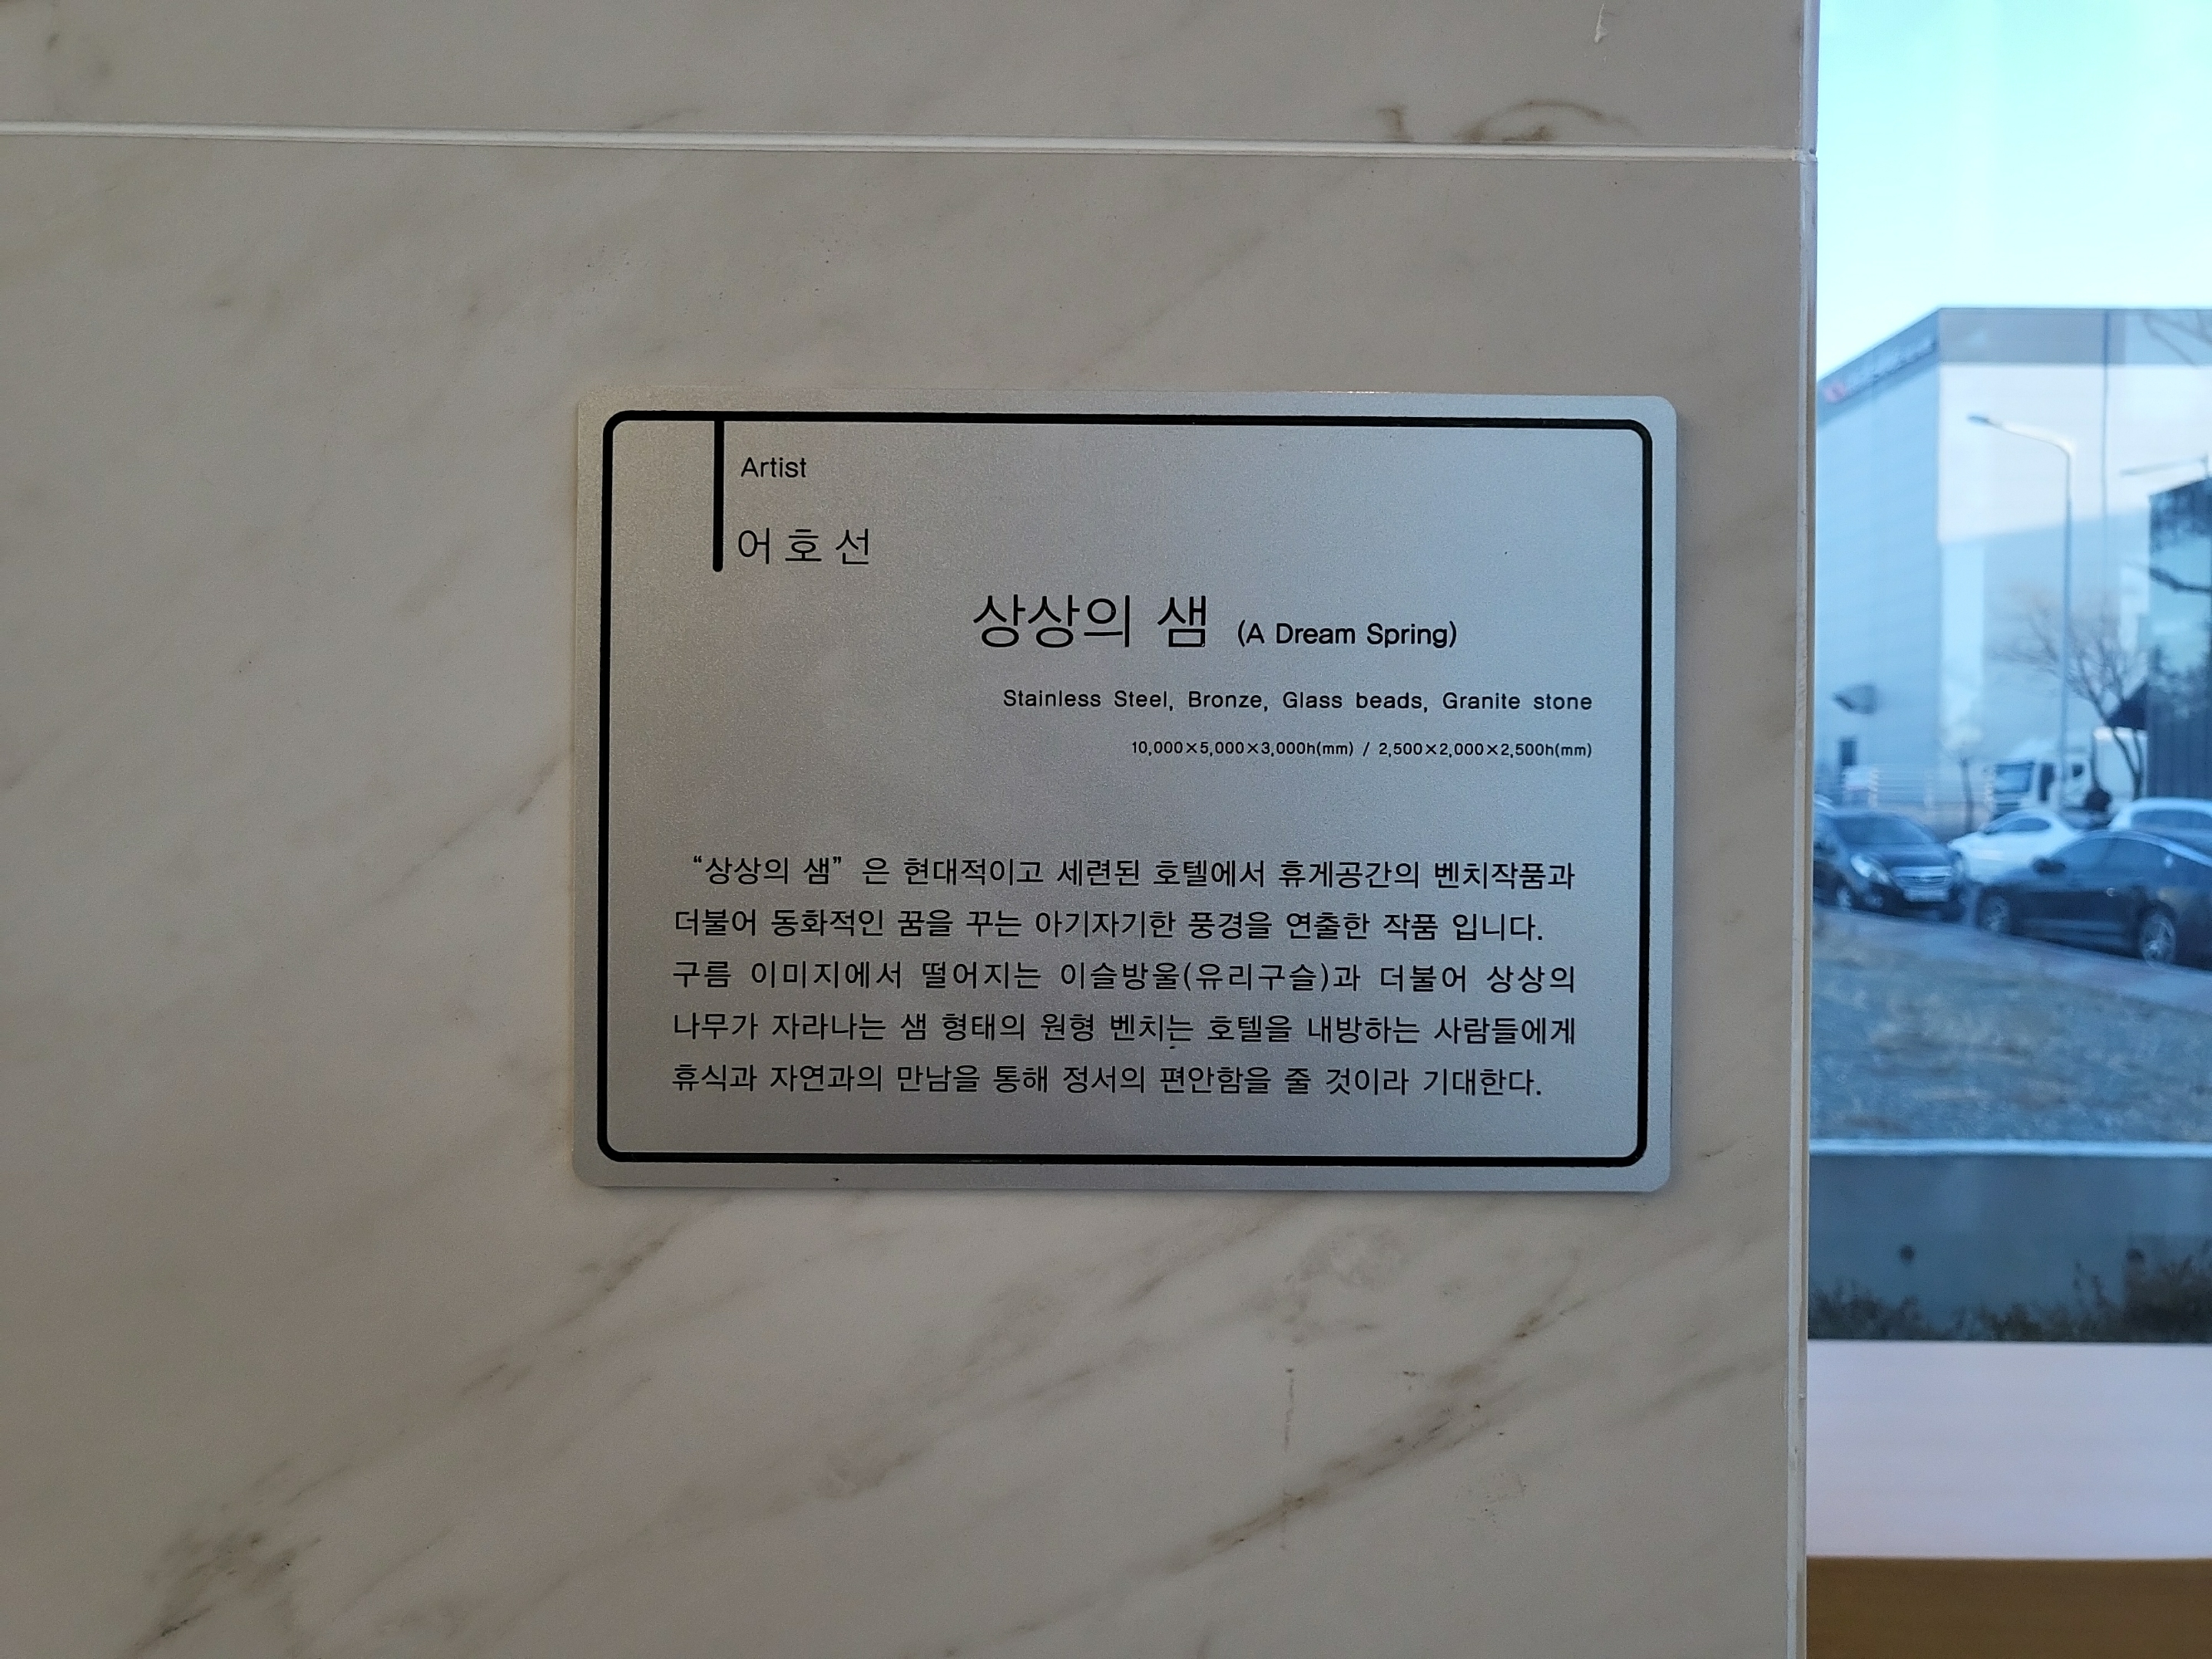 Artist
어호선
상상의 샘 (A Dream Spring)
Stainless Steel, Bronze, Glass beads, Granite stone
10,000×5,000×3,000h(mm) / 2,500×2,000×2,500h(mm)
“상상의 샘” 은 현대적이고 세련된 호텔에서 휴게공간의 벤치작품과
더불어 동화적인 꿈을 꾸는 아기자기한 풍경을 연출한 작품 입니다.
구름 이미지에서 떨어지는 이슬방울(유리구슬)과 더불어 상상의
나무가 자라나는 샘 형태의 원형 벤치는 호텔을 내방하는 사람들에게
휴식과 자연과의 만남을 통해 정서의 편안함을 줄 것이라 기대한다.